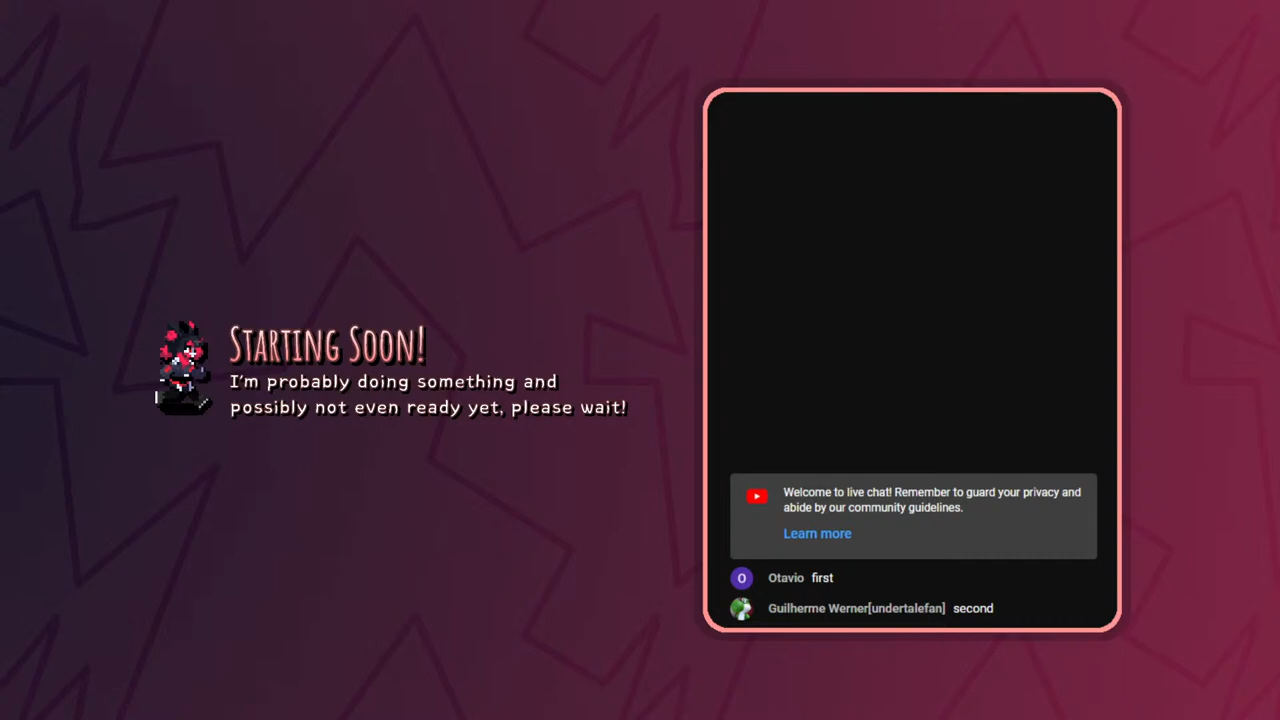 Starting Soon!
I'm probably doing something and
possibly not even ready yet, please wait!
Welcome to live chat! Remember to guard your privacy and
abide by our community guidelines.
Learn more
O Otavio first
Guilherme Werner[undertalefan] second